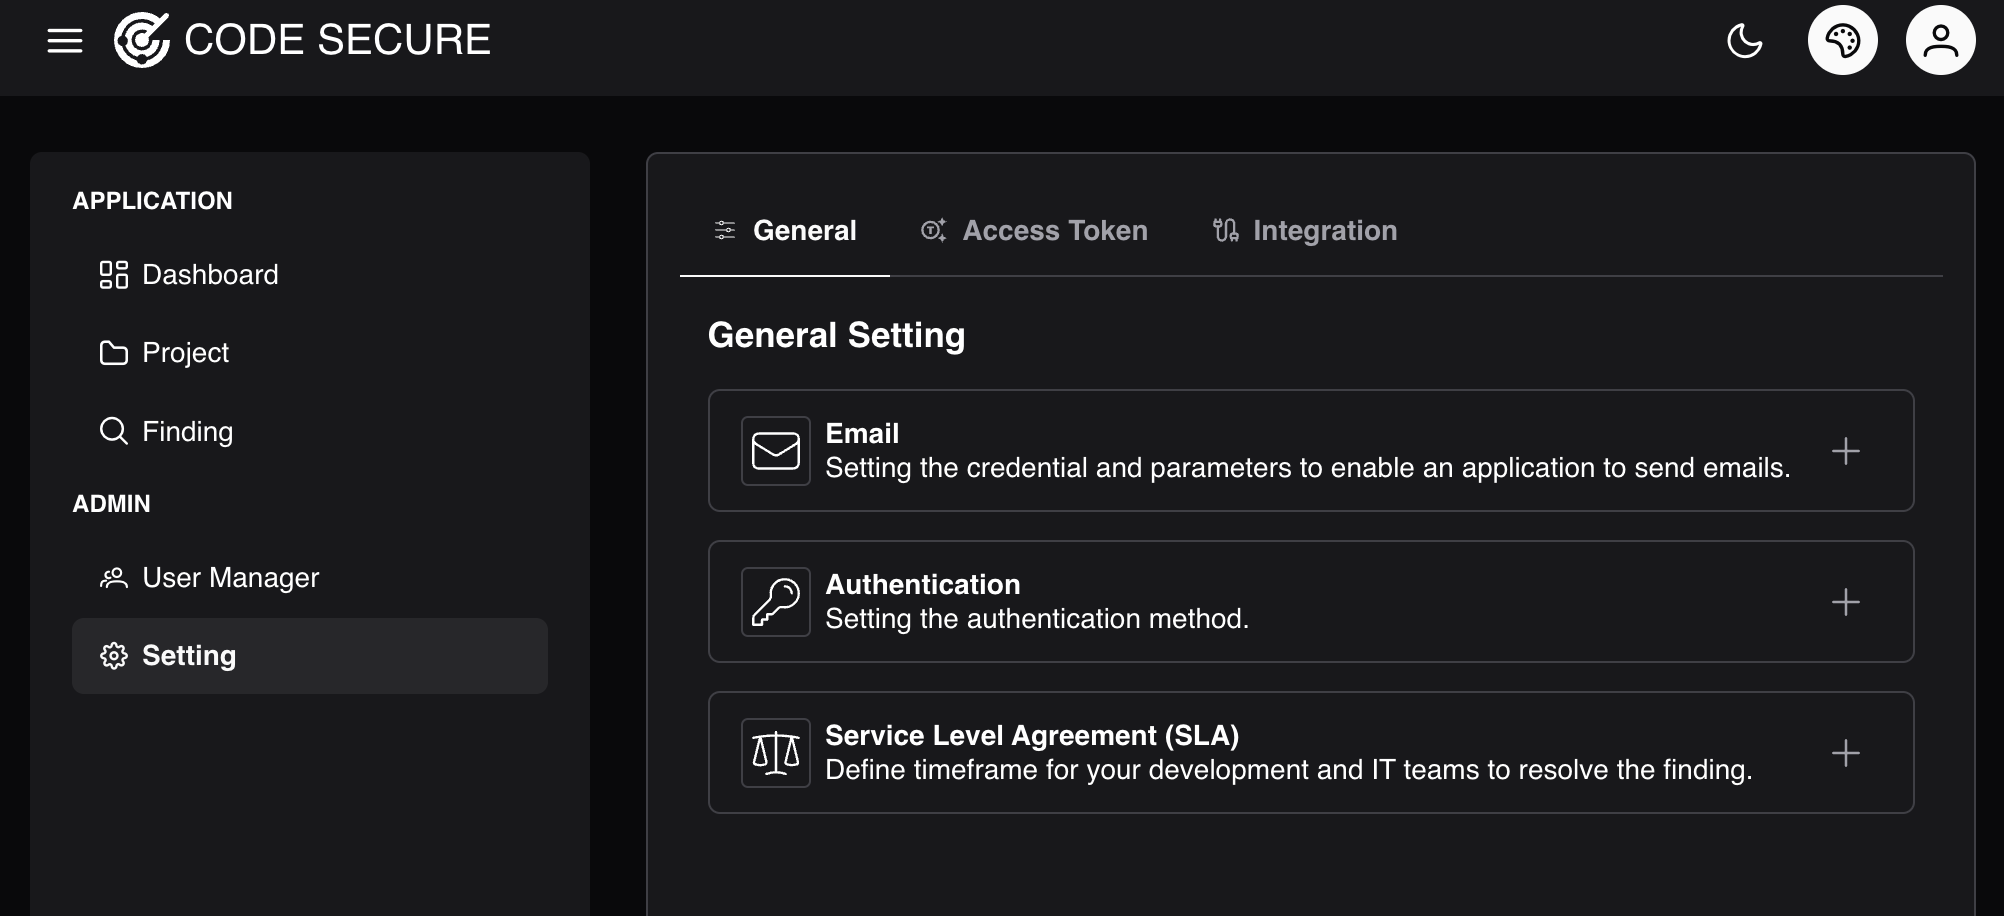 CODE SECURE
APPLICATION
Dashboard
Project
Finding
ADMIN
User Manager
Setting
General
Access Token
Integration
General Setting
Email
Setting the credential and parameters to enable an application to send emails.
Authentication
Setting the authentication method.
Service Level Agreement (SLA)
Define timeframe for your development and IT teams to resolve the finding.